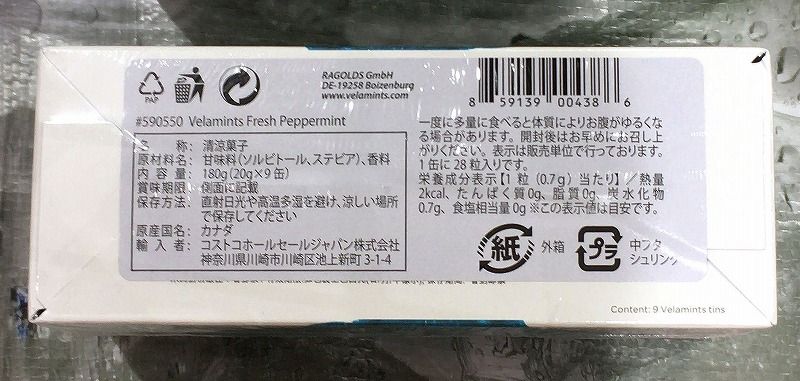 PAP
RAGOLDS GmbH
DE-19258 Boizenburg
www.velamints.com
8 59139 00438 6
#590550 Velamints Fresh Peppermint
名　　称: 清涼菓子
原材料名: 甘味料(ソルビトール、ステビア)、香料
内 容 量: 180g(20g×9缶)
賞味期限: 側面に記載
保存方法: 直射日光や高温多湿を避け、涼しい場所
で保存してください
原産国名: カナダ
輸 入 者: コストコホールセールジャパン株式会社
神奈川県川崎市川崎区池上新町 3-1-4
一度に多量に食べると体質によりお腹がゆるくな
る場合があります。開封後はお早めにお召し上
がりください。表示は販売単位で行っております。
1 缶に 28 粒入りです。
栄養成分表示【1 粒 (0.7g) 当たり】／熱量
2kcal、たんぱく質 0g、脂質 0g、炭水化物
0.7g、食塩相当量 0g ※この表示値は目安です。
紙 外箱
プラ 中フタ
シュリンク
Content: 9 Velamints tins